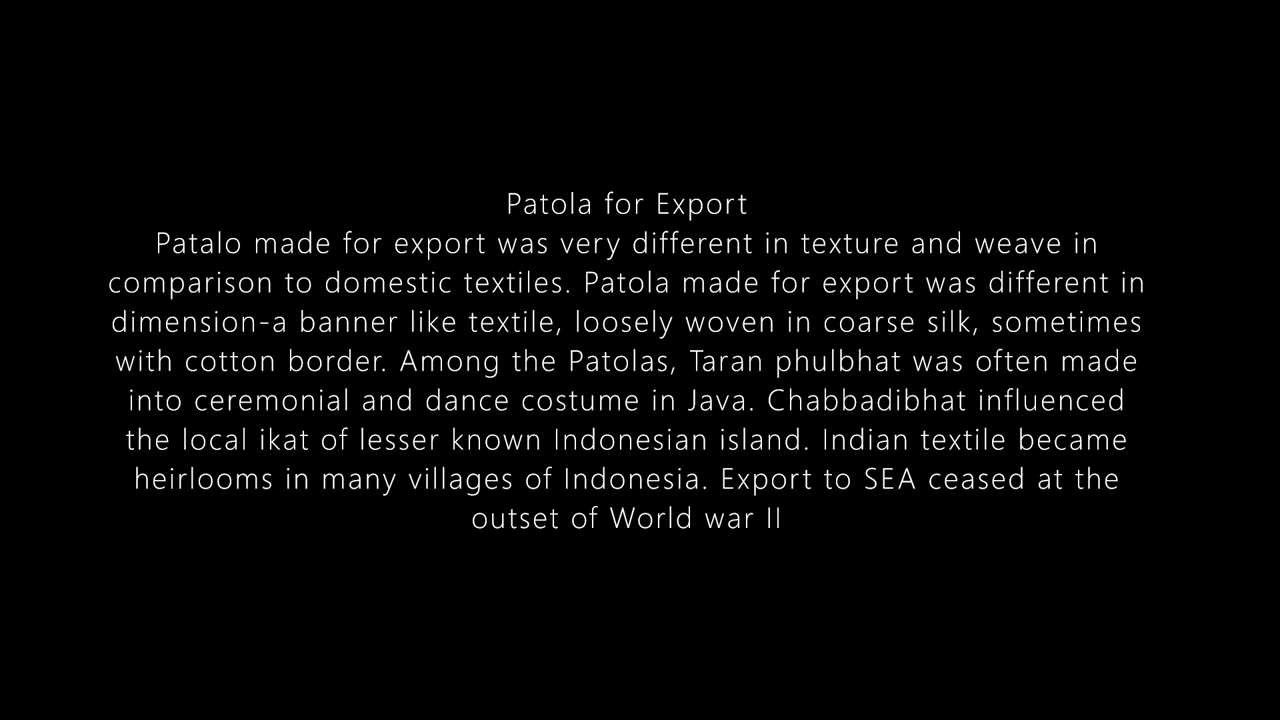 Patola for Export
Patalo made for export was very different in texture and weave in
comparison to domestic textiles. Patola made for export was different in
dimension-a banner like textile, loosely woven in coarse silk, sometimes
with cotton border. Among the Patolas, Taran phulbhat was often made
into ceremonial and dance costume in Java. Chabbadibhat influenced
the local ikat of lesser known Indonesian island. Indian textile became
heirlooms in many villages of Indonesia. Export to SEA ceased at the
outset of World war II